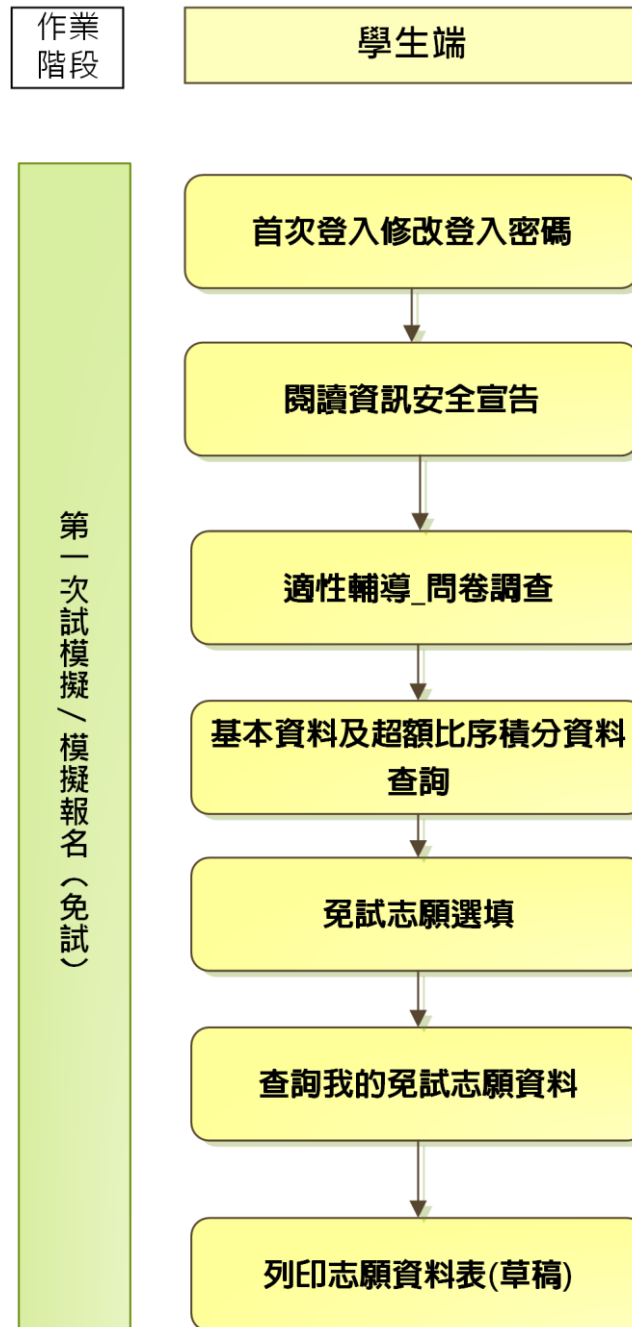 作業
階段
學生端
第一次試模擬/模擬報名(免試)
首次登入修改登入密碼
閱讀資訊安全宣告
適性輔導_問卷調查
基本資料及超額比序積分資料
查詢
免試志願選填
查詢我的免試志願資料
列印志願資料表(草稿)